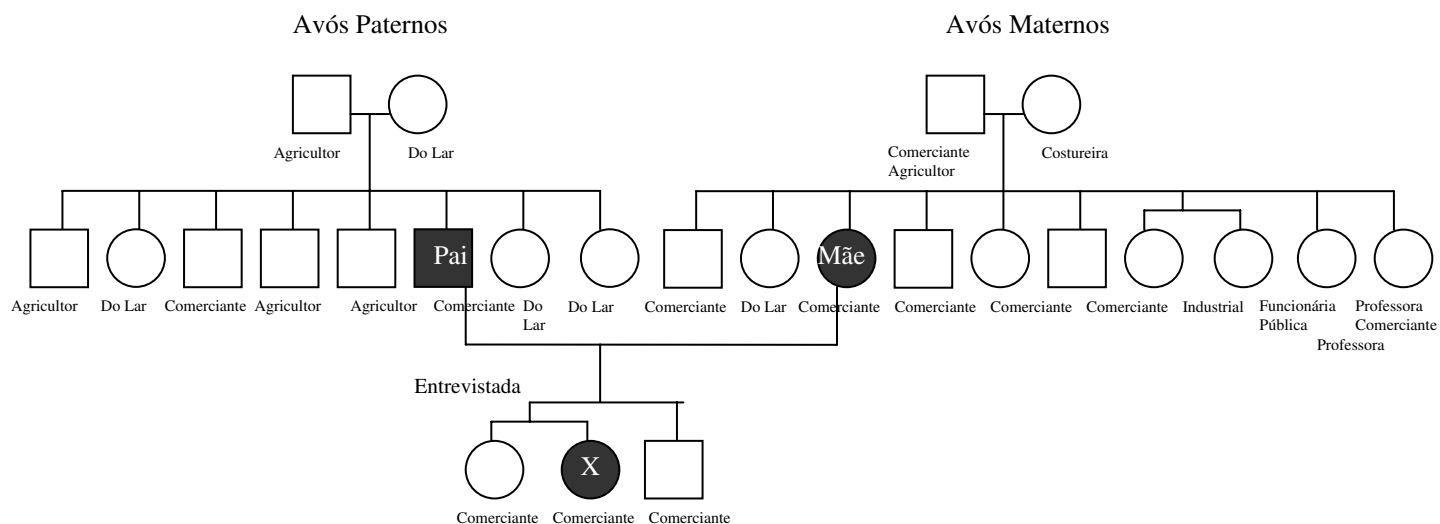 Avós Paternos
Avós Maternos
Agricultor
Do Lar
Comerciante
Agricultor
Costureira
Pai
Mãe
Agricultor
Do Lar
Comerciante
Agricultor
Agricultor
Comerciante
Do
Lar
Do Lar
Comerciante
Do Lar
Comerciante
Comerciante
Comerciante
Comerciante
Industrial
Funcionária
Pública
Professora
Comerciante
Professora
Entrevistada
X
Comerciante
Comerciante
Comerciante